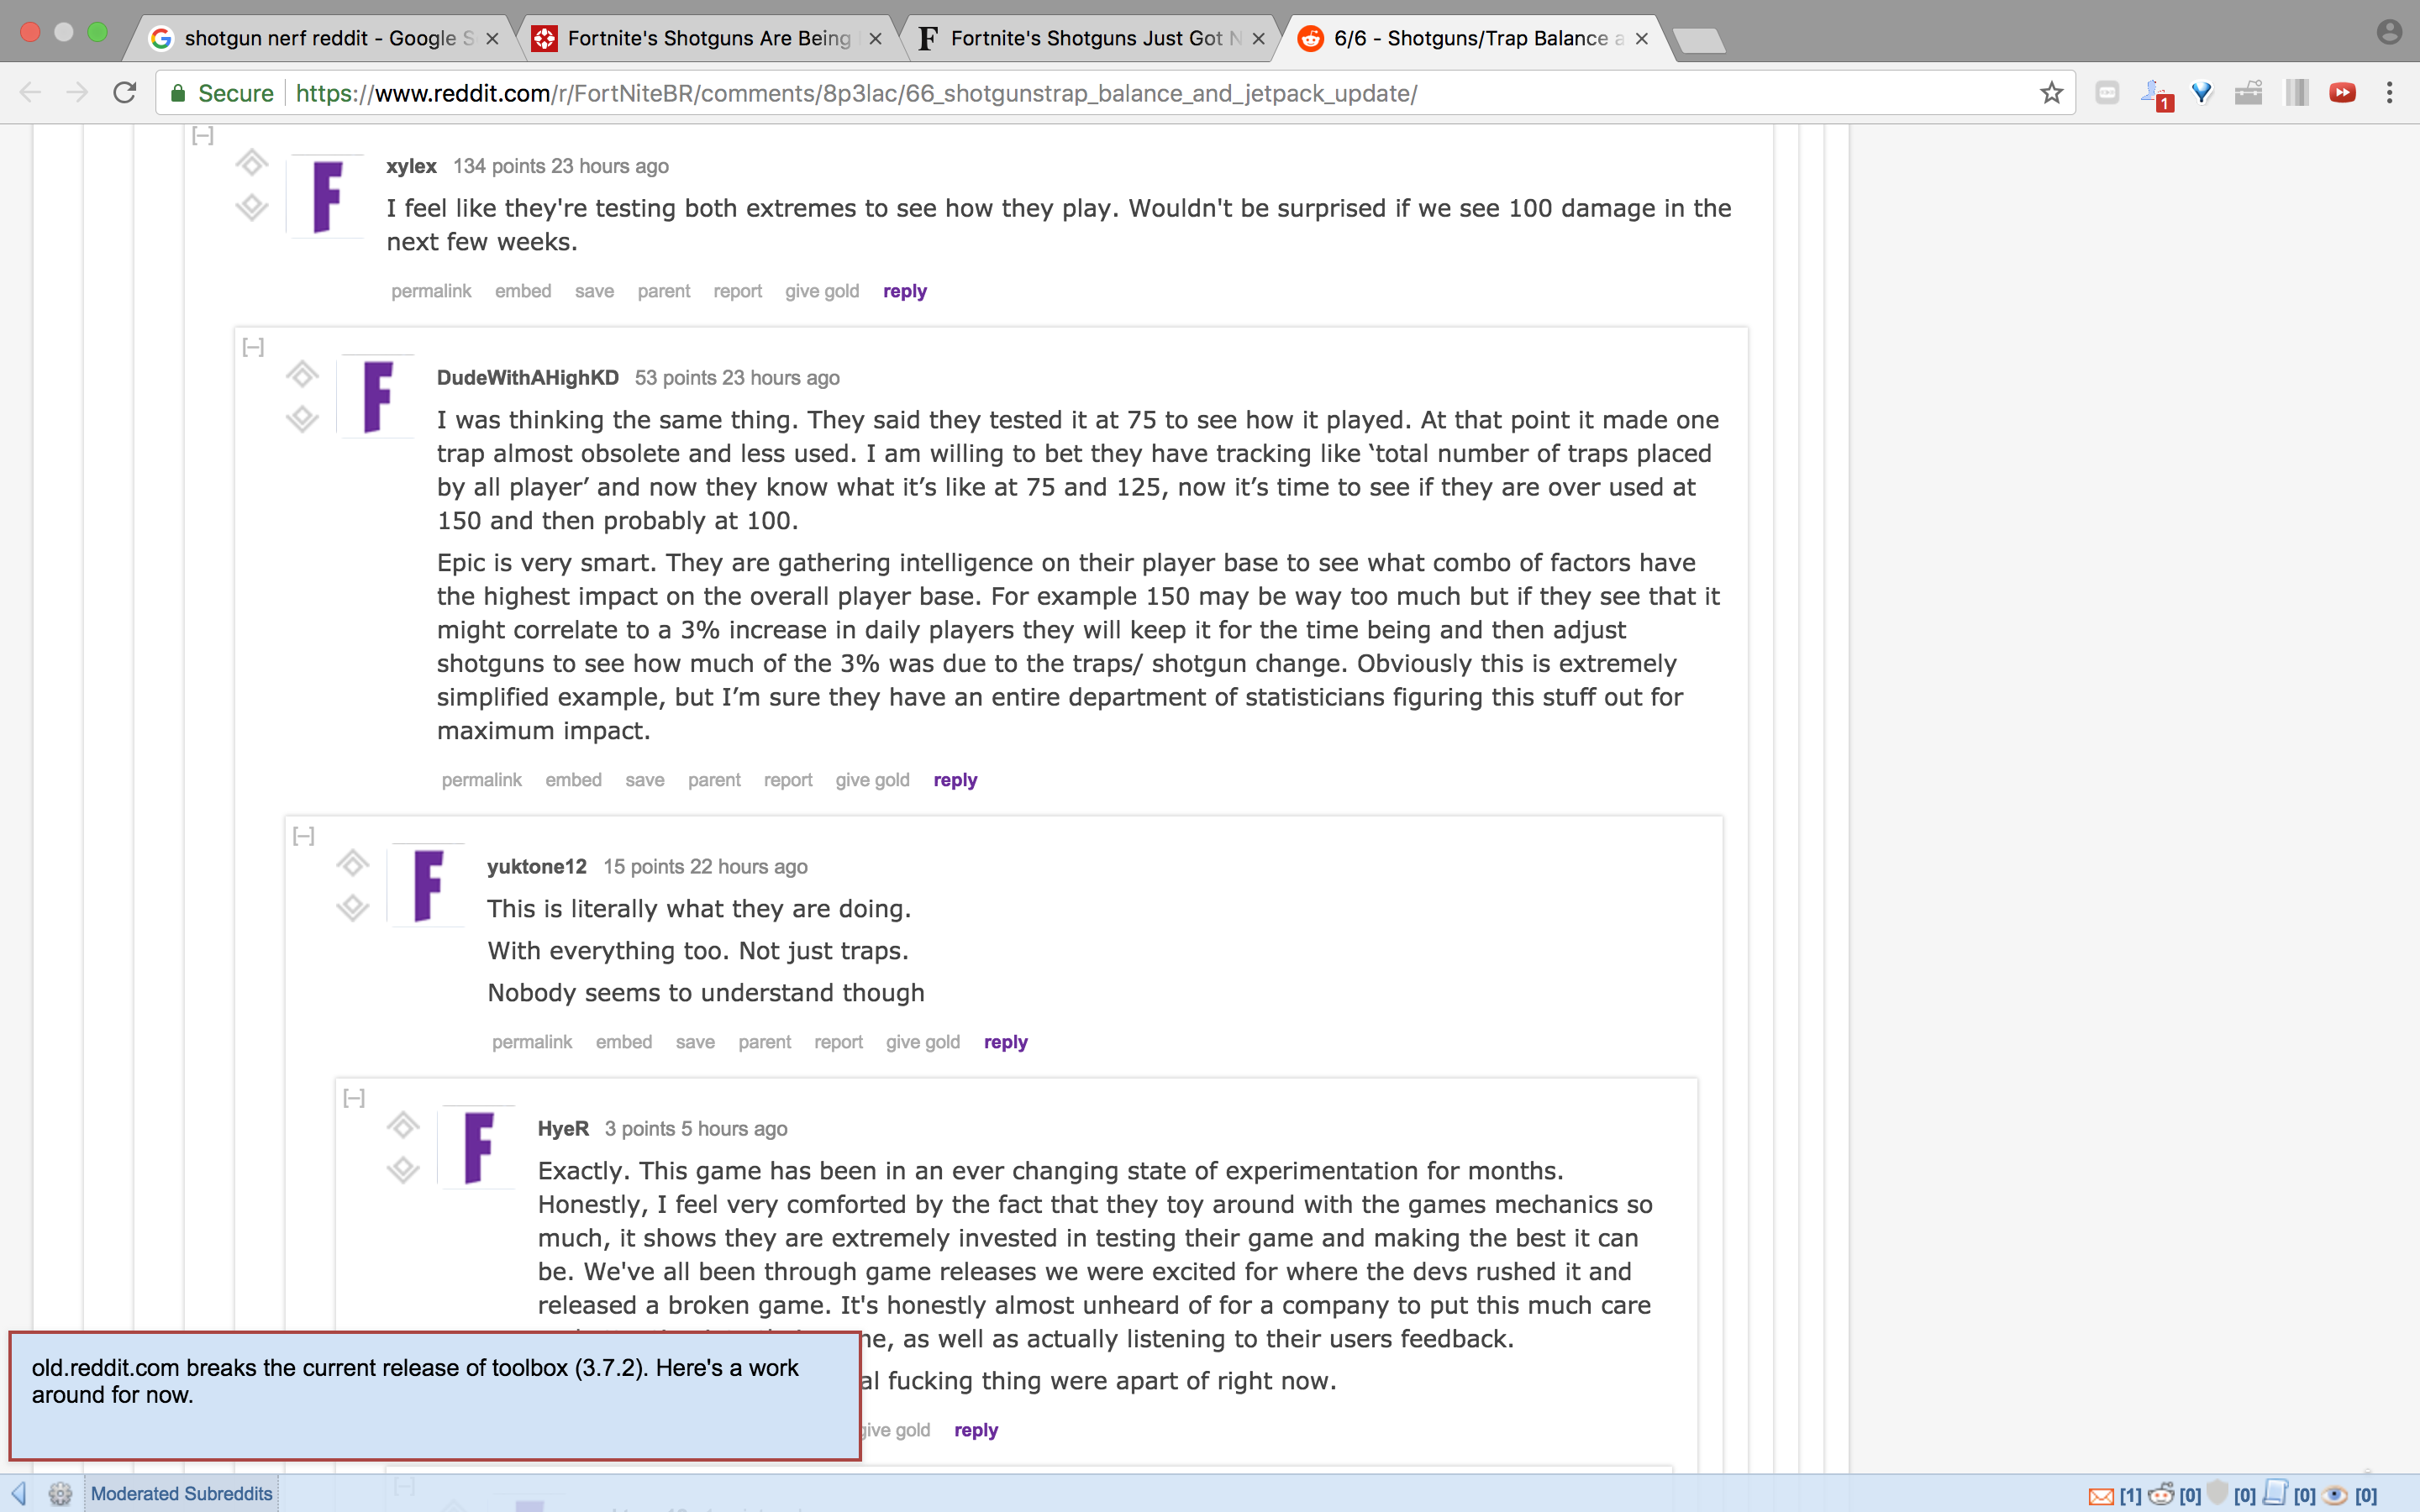 shotgun nerf reddit - Google S
Fortnite's Shotguns Are Being
Fortnite's Shotguns Just Got N
6/6 - Shotguns/Trap Balance a
Secure https://www.reddit.com/r/FortNiteBR/comments/8p3lac/66_shotgunstrap_balance_and_jetpack_update/
1
[–]
xylex 134 points 23 hours ago
I feel like they're testing both extremes to see how they play. Wouldn't be surprised if we see 100 damage in the
next few weeks.
permalink embed save parent report give gold reply
[–]
DudeWithAHighKD 53 points 23 hours ago
I was thinking the same thing. They said they tested it at 75 to see how it played. At that point it made one
trap almost obsolete and less used. I am willing to bet they have tracking like ‘total number of traps placed
by all player’ and now they know what it’s like at 75 and 125, now it’s time to see if they are over used at
150 and then probably at 100.
Epic is very smart. They are gathering intelligence on their player base to see what combo of factors have
the highest impact on the overall player base. For example 150 may be way too much but if they see that it
might correlate to a 3% increase in daily players they will keep it for the time being and then adjust
shotguns to see how much of the 3% was due to the traps/ shotgun change. Obviously this is extremely
simplified example, but I’m sure they have an entire department of statisticians figuring this stuff out for
maximum impact.
permalink embed save parent report give gold reply
[–]
yuktone12 15 points 22 hours ago
This is literally what they are doing.
With everything too. Not just traps.
Nobody seems to understand though
permalink embed save parent report give gold reply
[–]
HyeR 3 points 5 hours ago
Exactly. This game has been in an ever changing state of experimentation for months.
Honestly, I feel very comforted by the fact that they toy around with the games mechanics so
much, it shows they are extremely invested in testing their game and making the best it can
be. We've all been through game releases we were excited for where the devs rushed it and
released a broken game. It's honestly almost unheard of for a company to put this much care
ne, as well as actually listening to their users feedback.
al fucking thing were apart of right now.
give gold reply
old.reddit.com breaks the current release of toolbox (3.7.2). Here's a work
around for now.
[–]
Moderated Subreddits
[1] [0] [0] [0] [0]